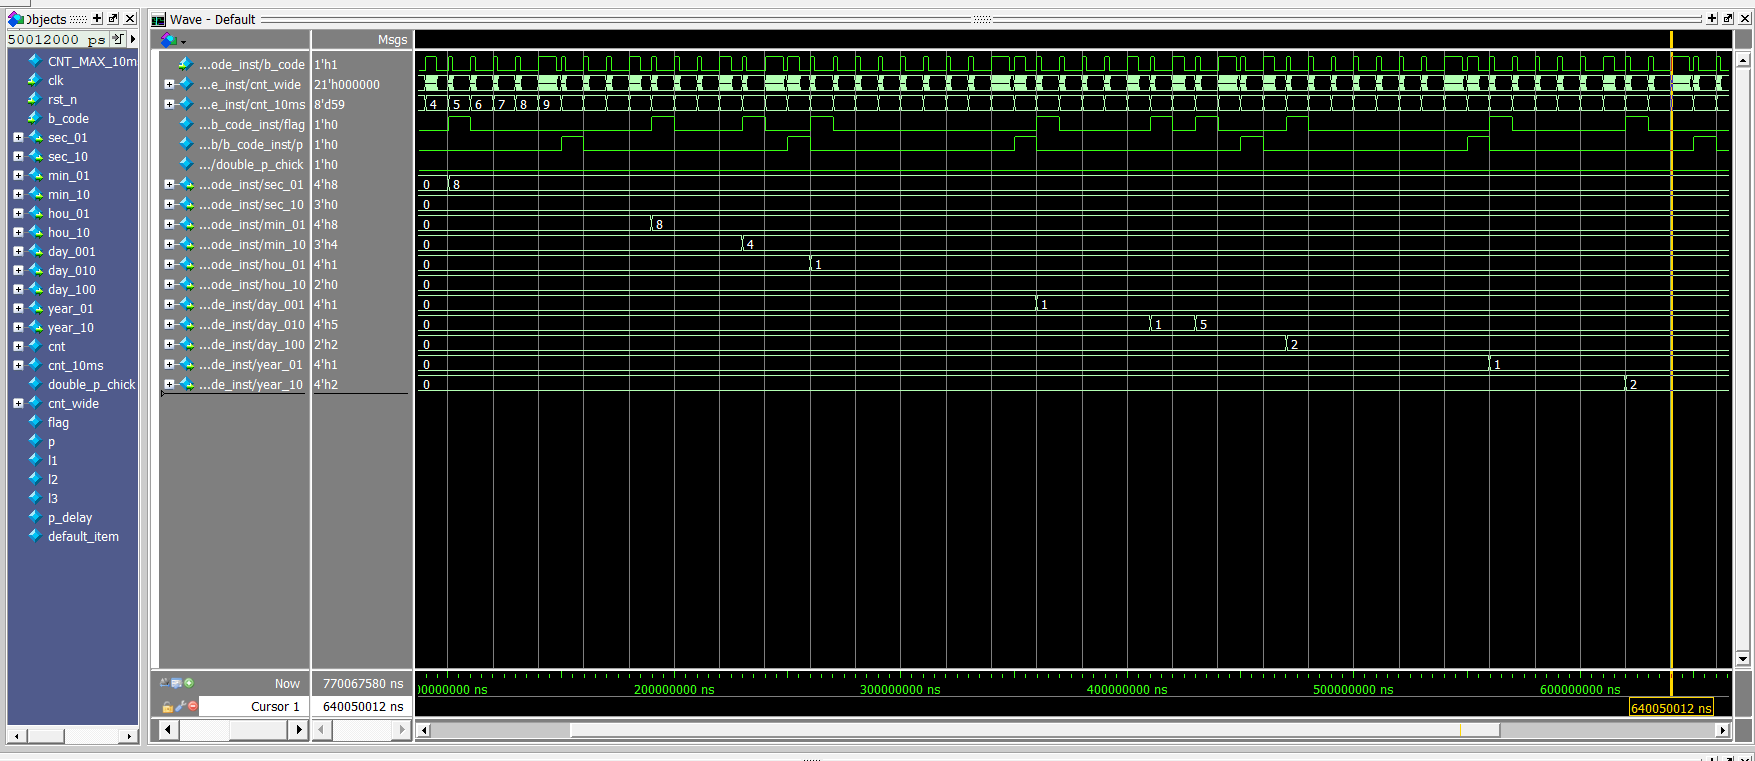 Objects
50012000 ps
CNT_MAX_10m
clk
rst_n
b_code
sec_01
sec_10
min_01
min_10
hou_01
hou_10
day_001
day_010
day_100
year_01
year_10
cnt
cnt_10ms
double_p_chick
cnt_wide
flag
p
l1
l2
l3
p_delay
default_item
Wave - Default
Msgs
...ode_inst/b_code 1'h1
...e_inst/cnt_wide 21'h000000
...e_inst/cnt_10ms 8'd59 4 5 6 7 8 9
...b_code_inst/flag 1'h0
...b/b_code_inst/p 1'h0
.../double_p_chick 1'h0
...ode_inst/sec_01 4'h8 0 8
...ode_inst/sec_10 3'h0 0
...ode_inst/min_01 4'h8 0 8
...ode_inst/min_10 3'h4 0 4
...ode_inst/hou_01 4'h1 0 1
...ode_inst/hou_10 2'h0 0
...de_inst/day_001 4'h1 0 1
...de_inst/day_010 4'h5 0 1 5
...de_inst/day_100 2'h2 0 2
...de_inst/year_01 4'h1 0 1
...de_inst/year_10 4'h2 0 2
Now 770067580 ns 00000000 ns 200000000 ns 300000000 ns 400000000 ns 500000000 ns 600000000 ns
Cursor 1 640050012 ns 640050012 ns